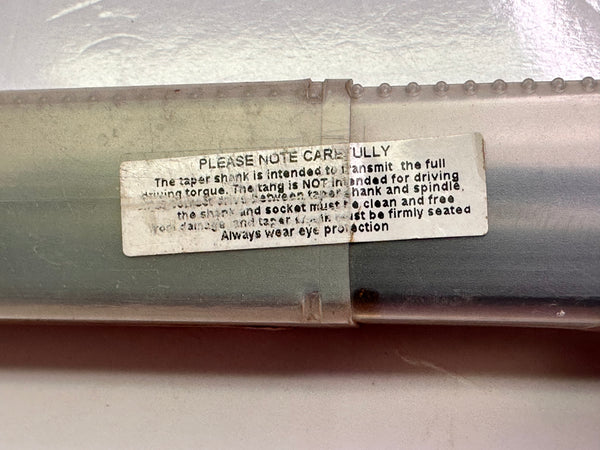 PLEASE NOTE CAREFULLY
The taper shank is intended to transmit the full
driving torque. The tang is NOT intended for driving
between taper shank and spindle,
the shank and socket must be clean and free
from damage and taper must be firmly seated
Always wear eye protection